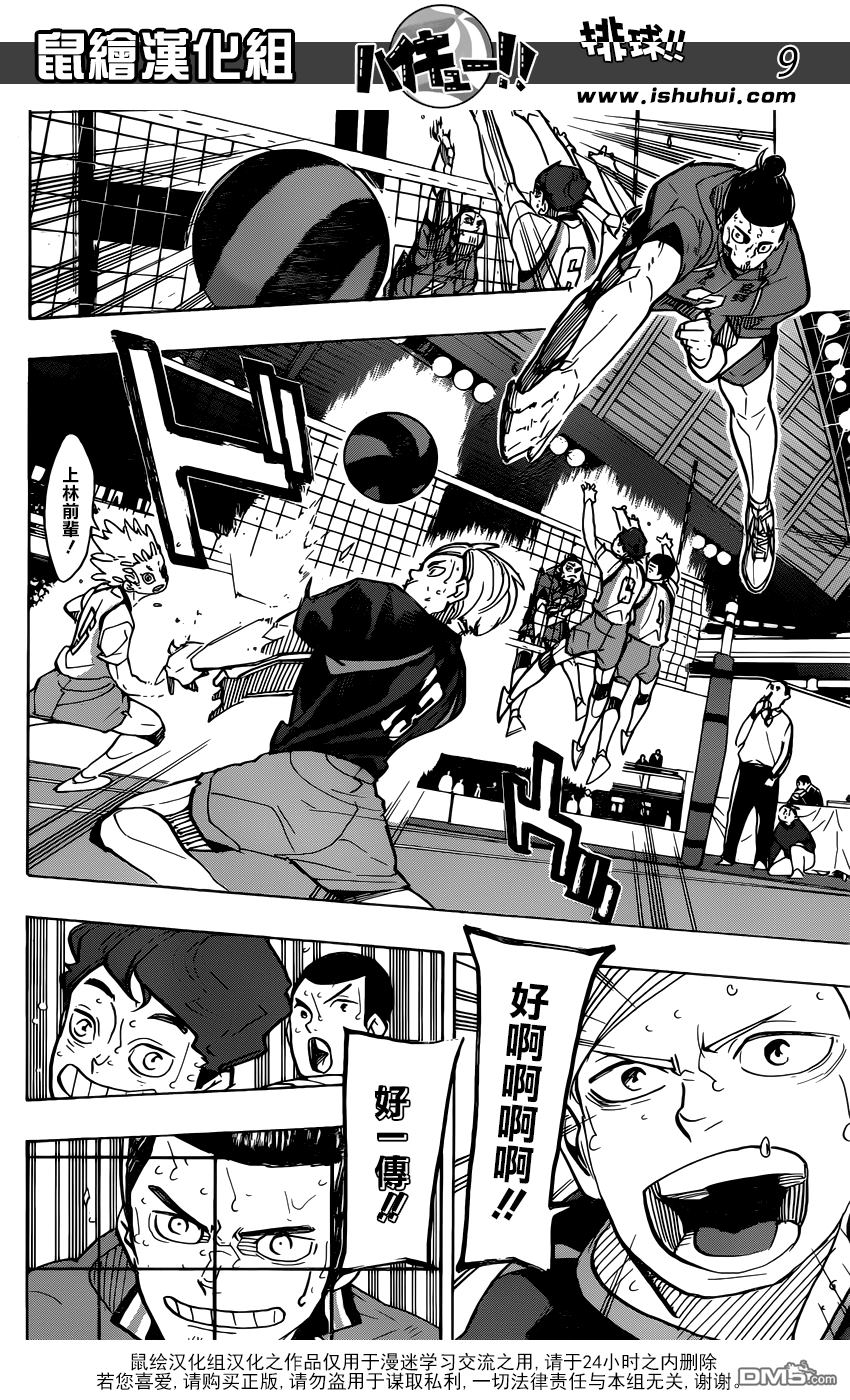 鼠繪漢化組
ハイキュー!!
排球!!
9
www.ishuhui.com
ド
上林前輩!
6
6
1
好啊啊啊啊!!
好一傳!!
鼠绘汉化组汉化之作品仅用于漫迷学习交流之用, 请于24小时之内删除
若您喜爱, 请购买正版, 请勿盗用于谋取私利, 一切法律责任与本组无关, 谢谢。
DM5.com